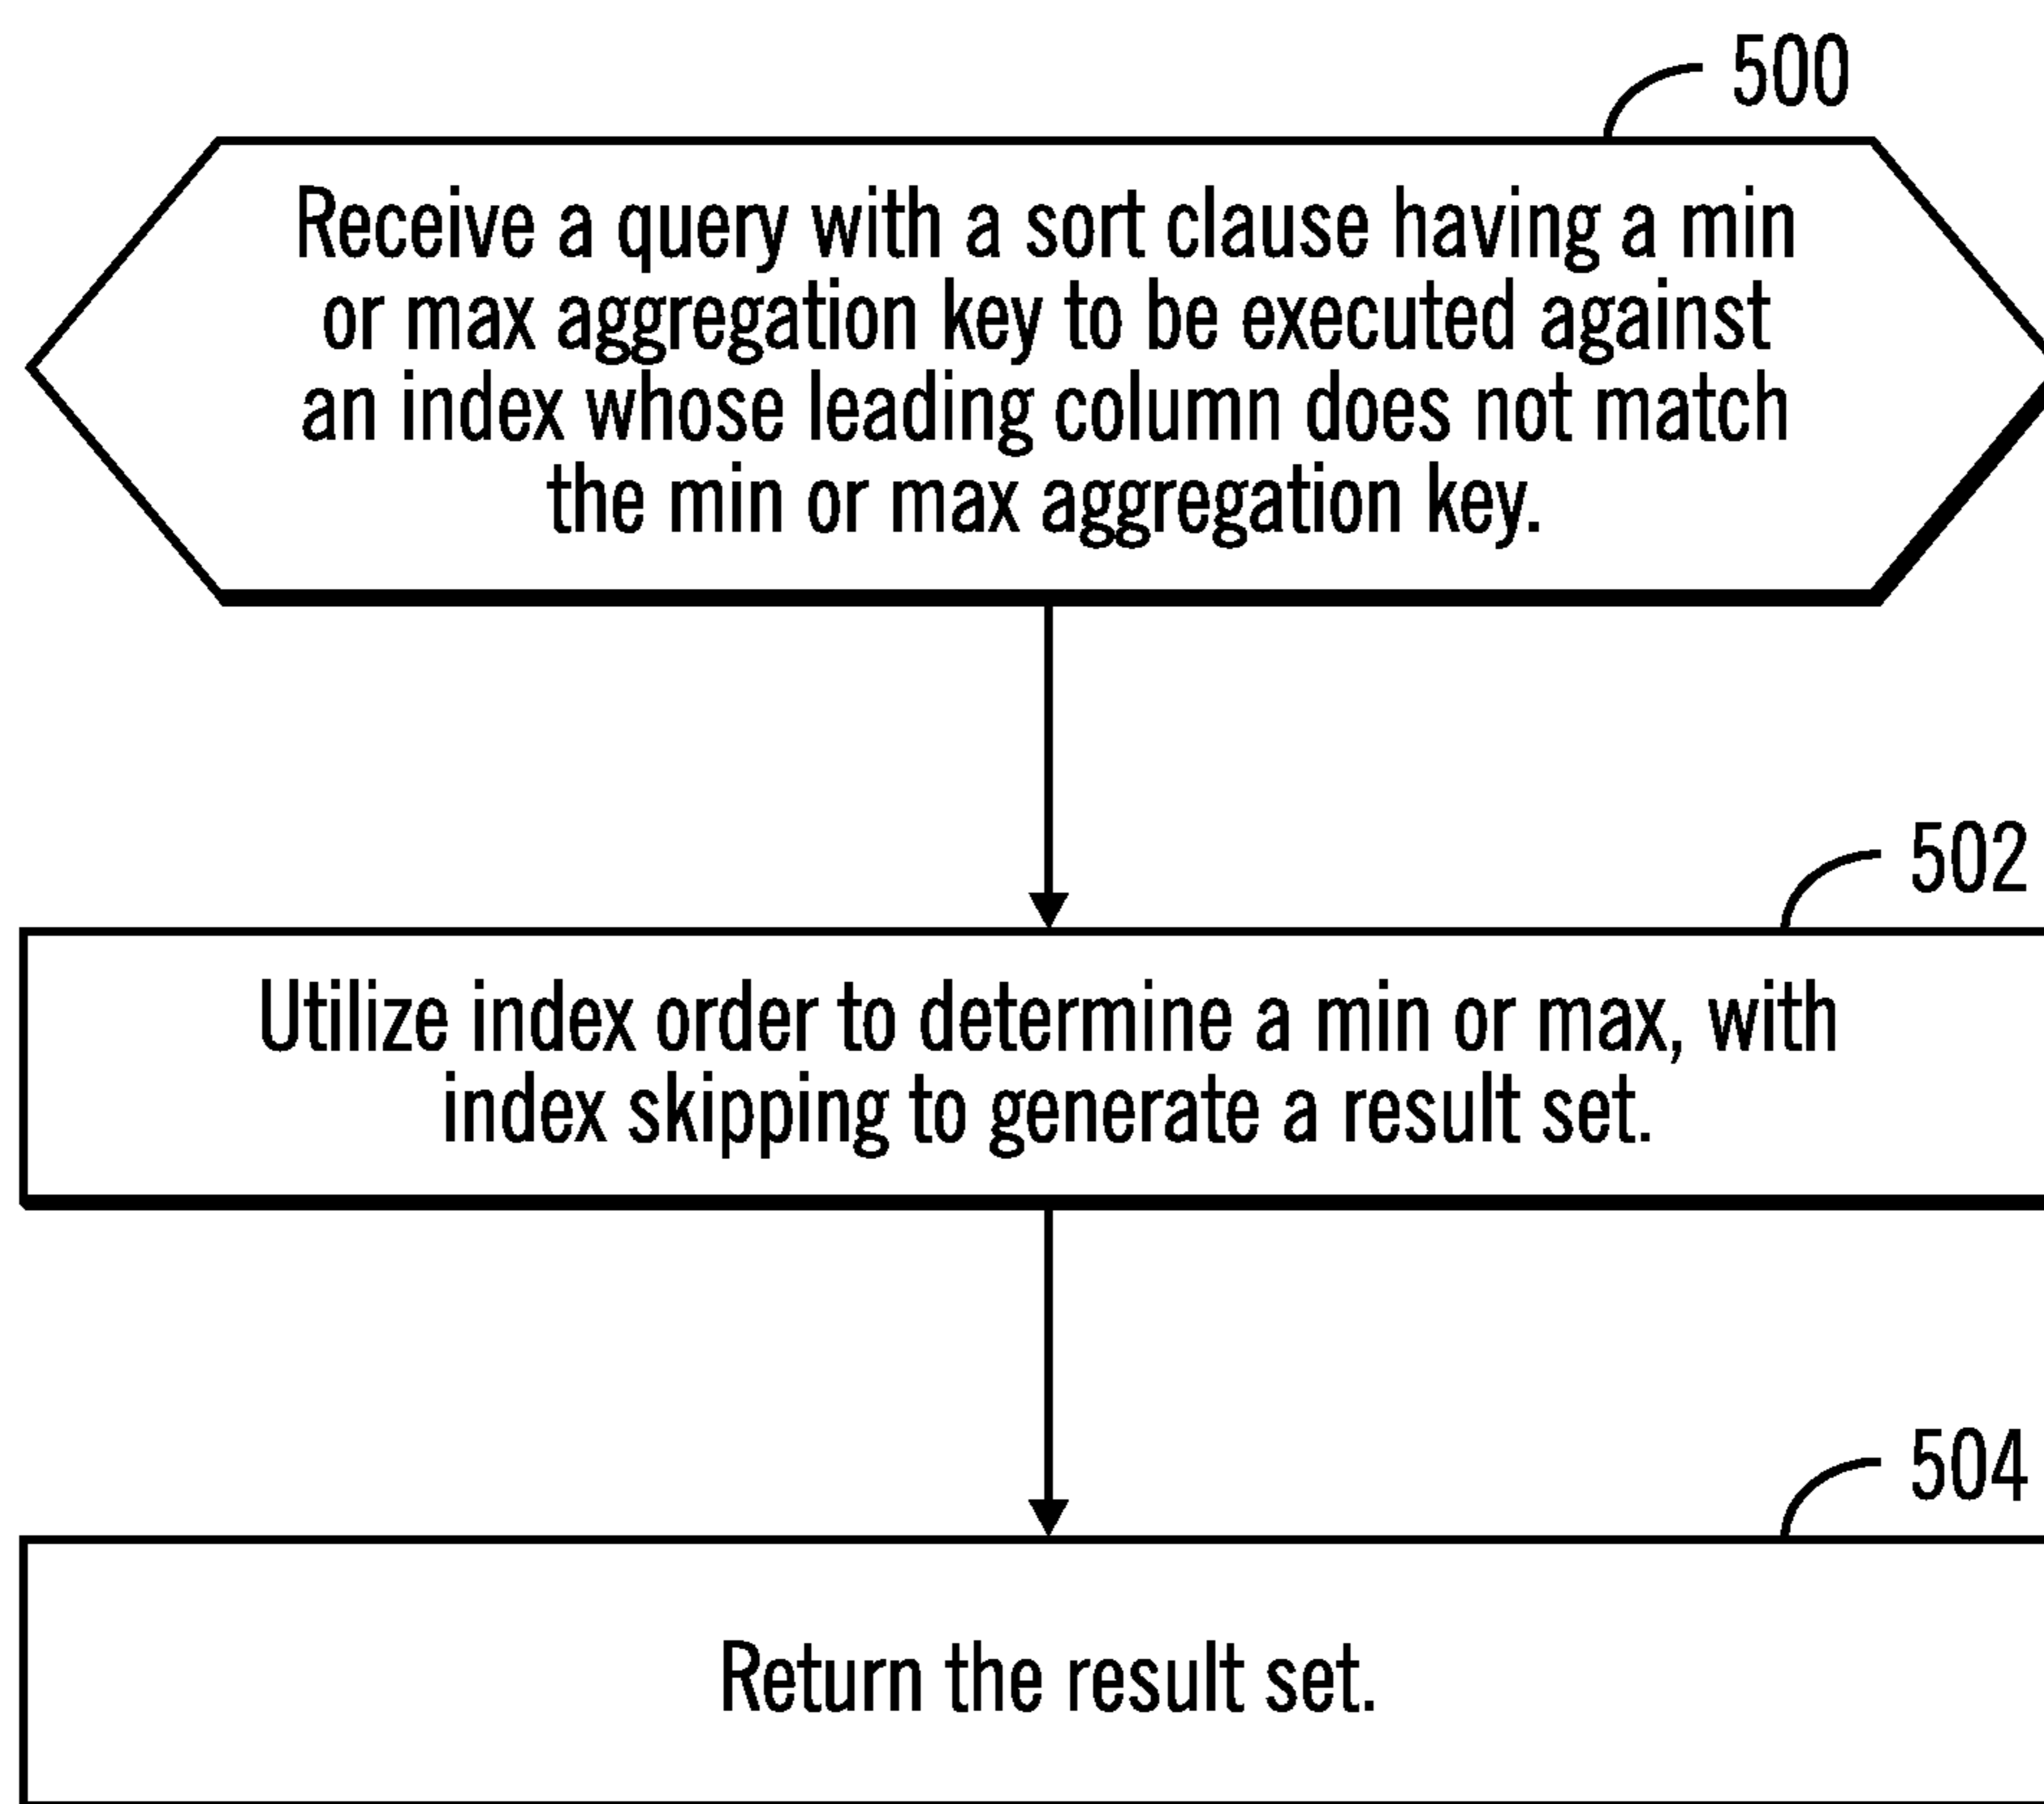 500
Receive a query with a sort clause having a min
or max aggregation key to be executed against
an index whose leading column does not match
the min or max aggregation key.
502
Utilize index order to determine a min or max, with
index skipping to generate a result set.
504
Return the result set.